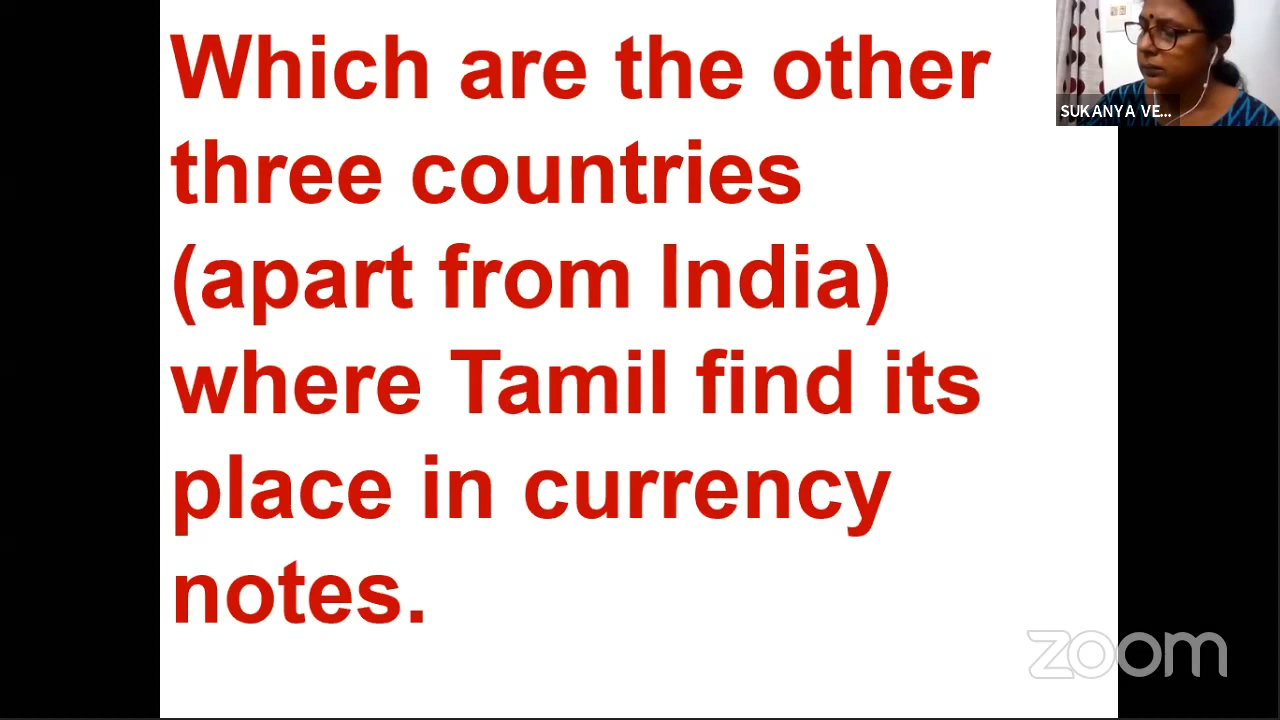 Which are the other
three countries
(apart from India)
where Tamil find its
place in currency
notes.
SUKANYA VE...
zoom